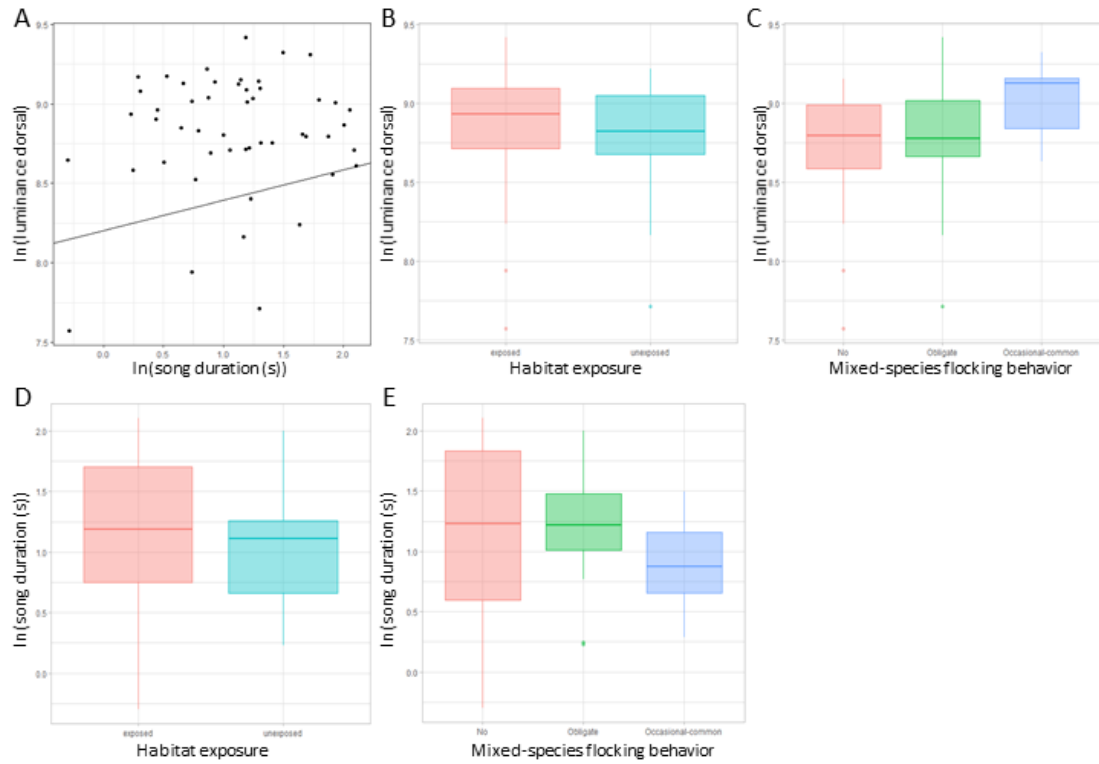 A
9.5
9.0
8.5
8.0
7.5
ln(luminance dorsal)
0.0 0.5 1.0 1.5 2.0
ln(song duration (s))
B
9.5
9.0
8.5
8.0
7.5
ln(luminance dorsal)
exposed unexposed
Habitat exposure
C
9.5
9.0
8.5
8.0
7.5
ln(luminance dorsal)
No Obligate Occasional-common
Mixed-species flocking behavior
D
2.0
1.5
1.0
0.5
0.0
ln(song duration (s))
exposed unexposed
Habitat exposure
E
2.0
1.5
1.0
0.5
0.0
ln(song duration (s))
No Obligate Occasional-common
Mixed-species flocking behavior